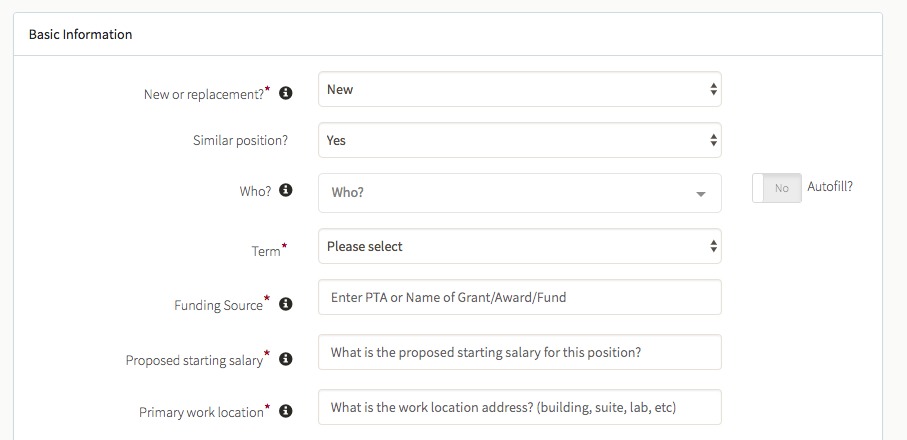 Basic Information
New or replacement?* New
Similar position? Yes
Who? Who? No Autofill?
Term* Please select
Funding Source* Enter PTA or Name of Grant/Award/Fund
Proposed starting salary* What is the proposed starting salary for this position?
Primary work location* What is the work location address? (building, suite, lab, etc)